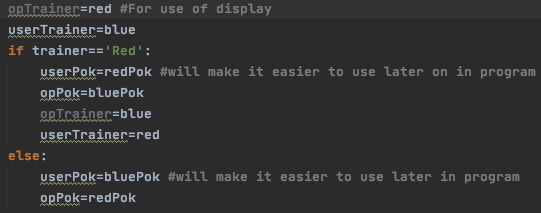 opTrainer=red #For use of display
userTrainer=blue
if trainer=='Red':
    userPok=redPok #will make it easier to use later on in program
    opPok=bluePok
    opTrainer=blue
    userTrainer=red
else:
    userPok=bluePok #will make it easier to use later in program
    opPok=redPok